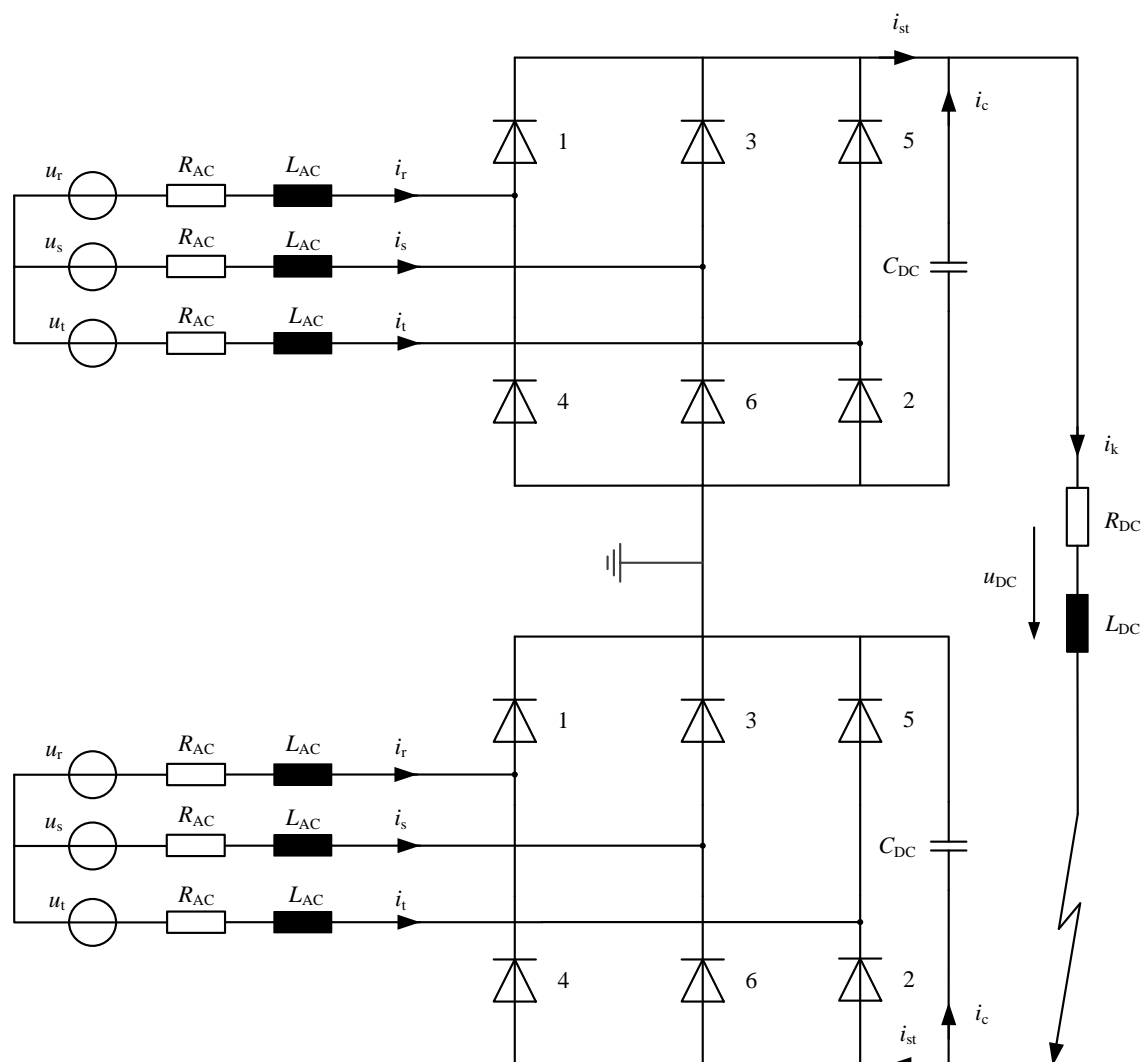 i_st
i_c
1 3 5
u_r R_AC L_AC i_r
u_s R_AC L_AC i_s
C_DC
u_t R_AC L_AC i_t
4 6 2
i_k
R_DC
u_DC
L_DC
1 3 5
u_r R_AC L_AC i_r
u_s R_AC L_AC i_s
C_DC
u_t R_AC L_AC i_t
4 6 2
i_c
i_st